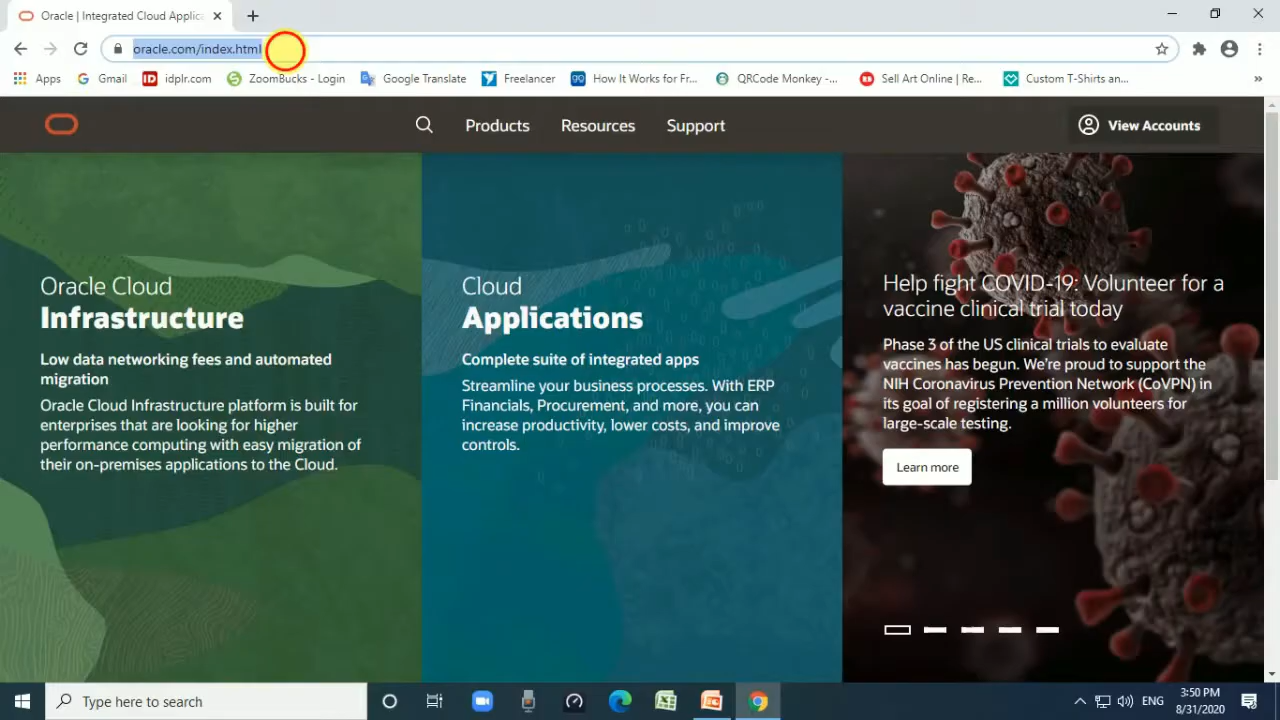 Oracle | Integrated Cloud Applic
oracle.com/index.html
Apps Gmail idplr.com ZoomBucks - Login Google Translate Freelancer How It Works for Fr... QRCode Monkey -... Sell Art Online | Re... Custom T-Shirts an... »
Products Resources Support View Accounts
Oracle Cloud
Infrastructure
Low data networking fees and automated
migration
Oracle Cloud Infrastructure platform is built for
enterprises that are looking for higher
performance computing with easy migration of
their on-premises applications to the Cloud.
Cloud
Applications
Complete suite of integrated apps
Streamline your business processes. With ERP
Financials, Procurement, and more, you can
increase productivity, lower costs, and improve
controls.
Help fight COVID-19: Volunteer for a
vaccine clinical trial today
Phase 3 of the US clinical trials to evaluate
vaccines has begun. We're proud to support the
NIH Coronavirus Prevention Network (CoVPN) in
its goal of registering a million volunteers for
large-scale testing.
Learn more
Type here to search
ENG
3:50 PM
8/31/2020